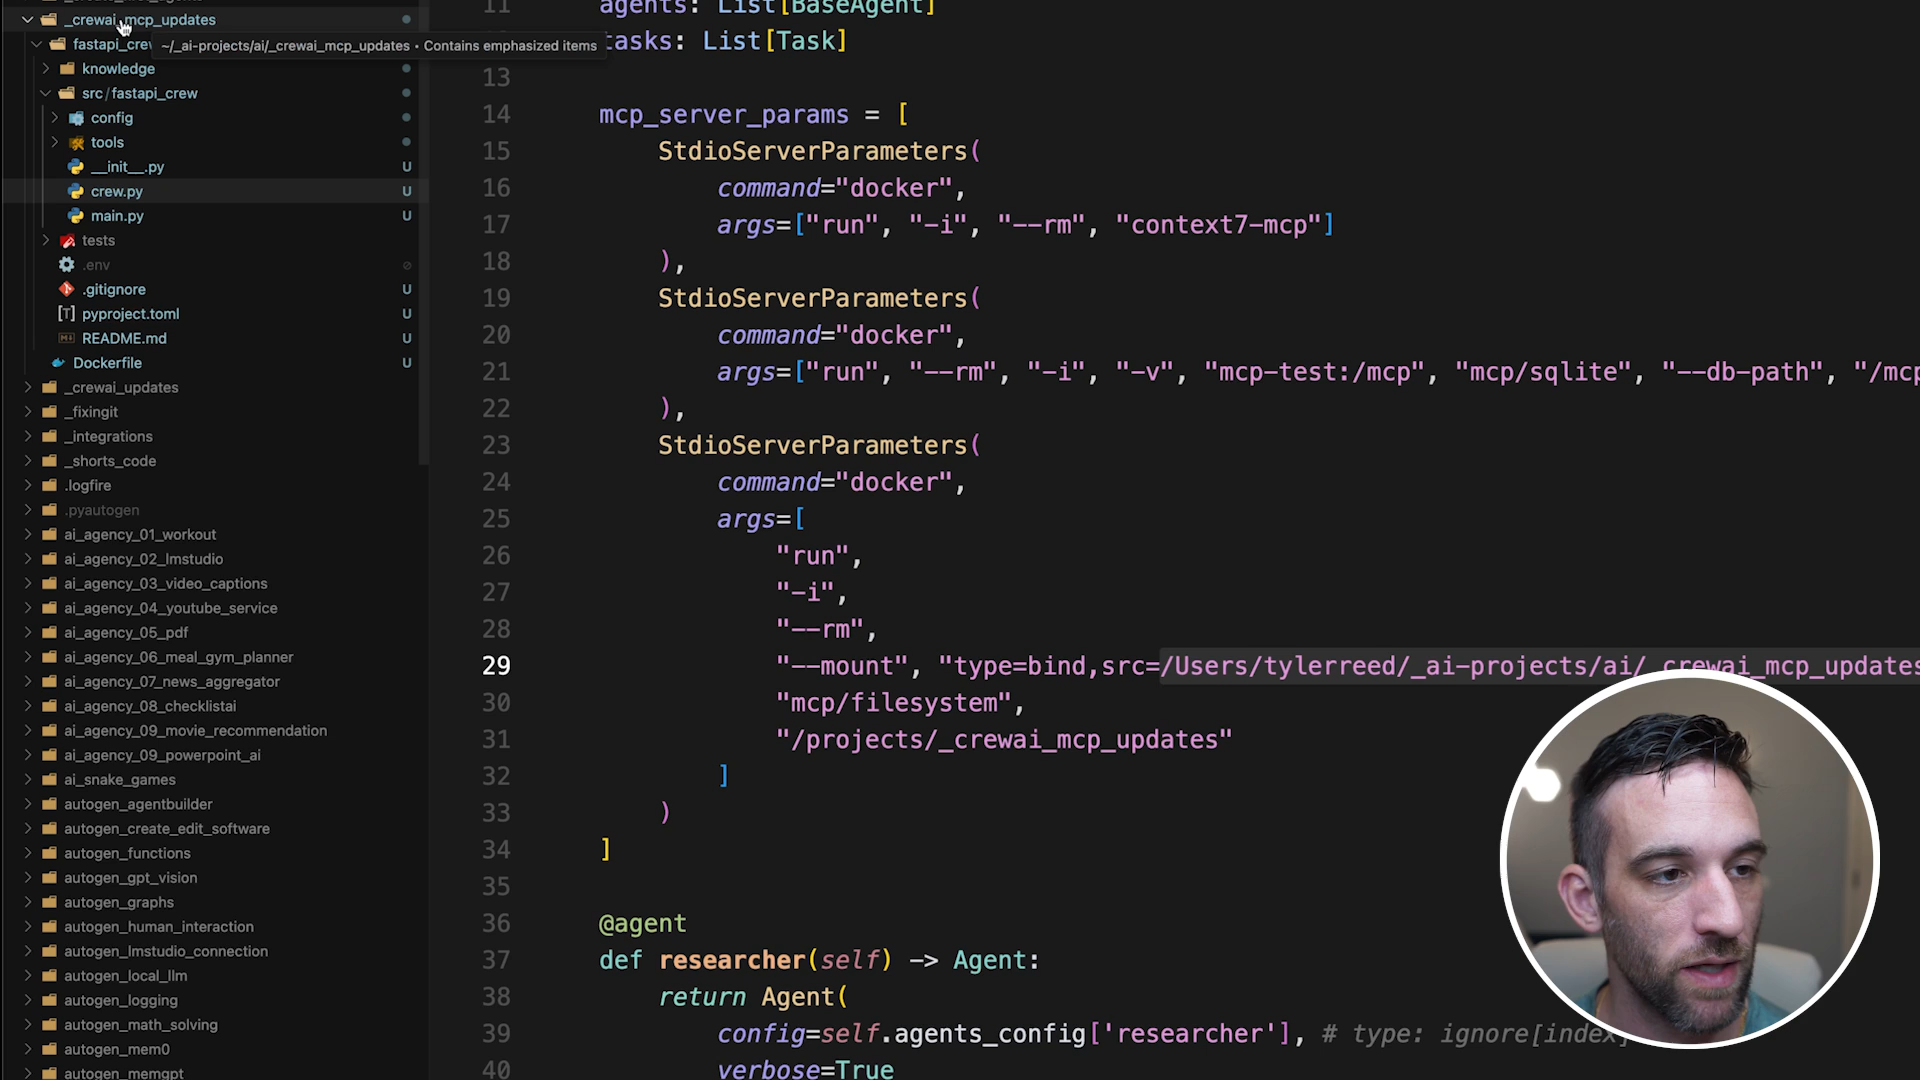 _crewai_mcp_updates
fastapi_crew
~/_ai-projects/ai/_crewai_mcp_updates • Contains emphasized items
knowledge
src/fastapi_crew
config
tools
__init__.py U
crew.py U
main.py U
tests
.env
.gitignore U
pyproject.toml U
README.md U
Dockerfile U
_crewai_updates
_fixingit
_integrations
_shorts_code
.logfire
.pyautogen
ai_agency_01_workout
ai_agency_02_lmstudio
ai_agency_03_video_captions
ai_agency_04_youtube_service
ai_agency_05_pdf
ai_agency_06_meal_gym_planner
ai_agency_07_news_aggregator
ai_agency_08_checklistai
ai_agency_09_movie_recommendation
ai_agency_09_powerpoint_ai
ai_snake_games
autogen_agentbuilder
autogen_create_edit_software
autogen_functions
autogen_gpt_vision
autogen_graphs
autogen_human_interaction
autogen_lmstudio_connection
autogen_local_llm
autogen_logging
autogen_math_solving
autogen_mem0
autogen_memgpt
11 agents: List[BaseAgent]
tasks: List[Task]
13
14 mcp_server_params = [
15 StdioServerParameters(
16 command="docker",
17 args=["run", "-i", "--rm", "context7-mcp"]
18 ),
19 StdioServerParameters(
20 command="docker",
21 args=["run", "--rm", "-i", "-v", "mcp-test:/mcp", "mcp/sqlite", "--db-path", "/mcp
22 ),
23 StdioServerParameters(
24 command="docker",
25 args=[
26 "run",
27 "-i",
28 "--rm",
29 "--mount", "type=bind,src=/Users/tylerreed/_ai-projects/ai/_crewai_mcp_updates
30 "mcp/filesystem",
31 "/projects/_crewai_mcp_updates"
32 ]
33 )
34 ]
35
36 @agent
37 def researcher(self) -> Agent:
38 return Agent(
39 config=self.agents_config['researcher'], # type: ignore[index]
40 verbose=True